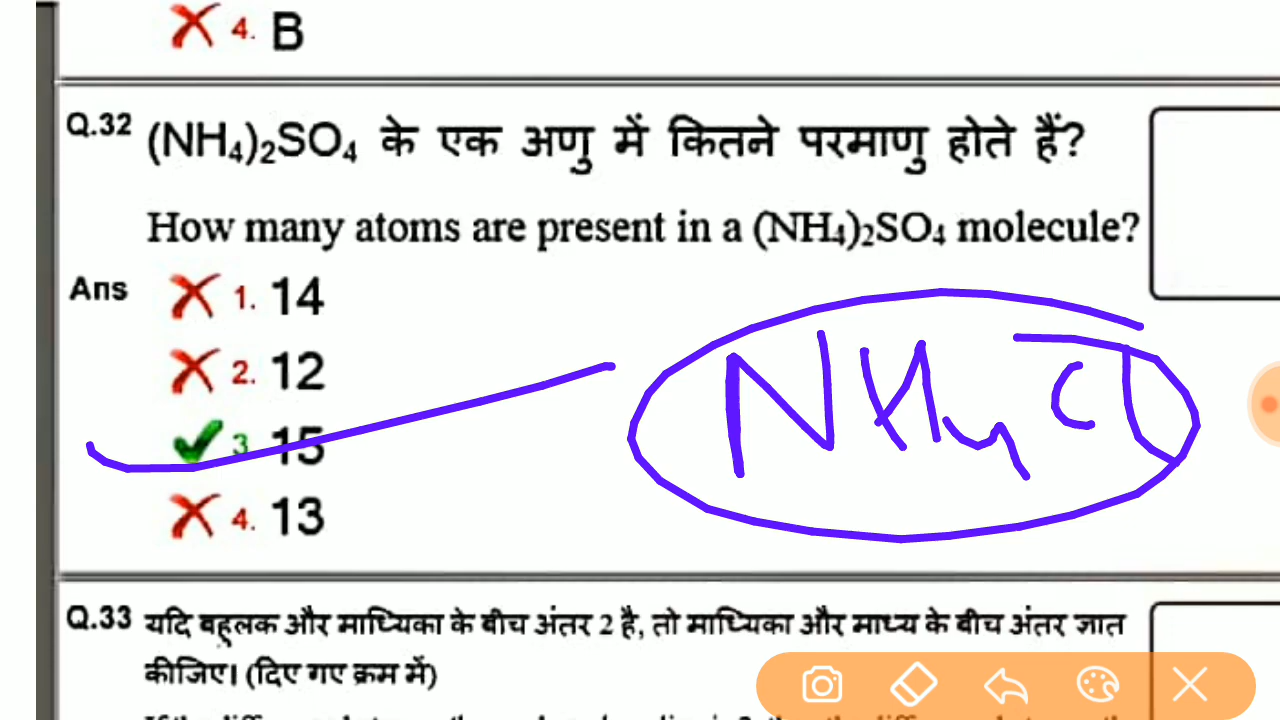 4. B
Q.32 (NH₄)₂SO₄ के एक अणु में कितने परमाणु होते हैं?
How many atoms are present in a (NH₄)₂SO₄ molecule?
Ans 1. 14
2. 12
3. 15
4. 13
NH₄Cl
Q.33 यदि बहुलक और माध्यिका के बीच अंतर 2 है, तो माध्यिका और माध्य के बीच अंतर ज्ञात
कीजिए। (दिए गए क्रम में)